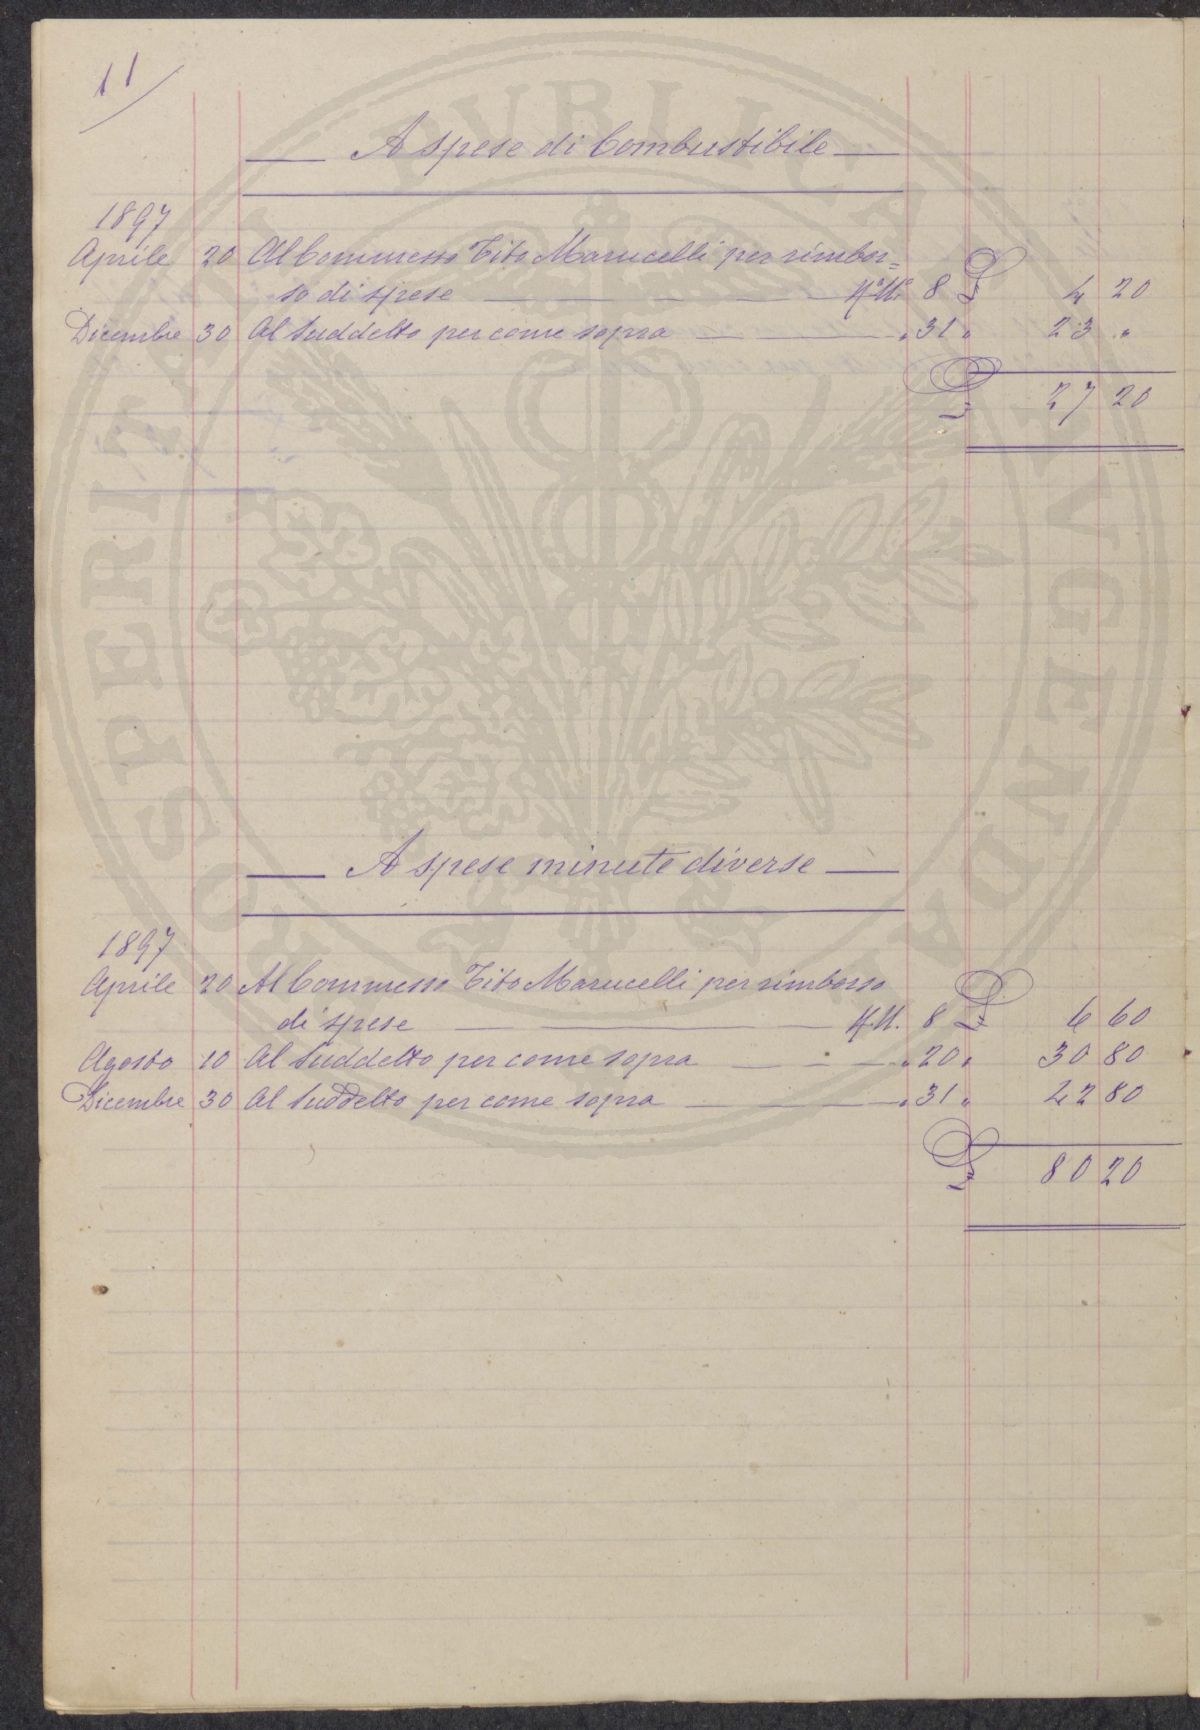 11
A spese di Combustibile
1897
Aprile 20 Al Commesso Tito Marucelli per rimbor=
so di spese 8 £ 4 20
Dicembre 30 Al Suddetto per come sopra " 31 " 23 "
£ 27 20
A spese minute diverse
1897
Aprile 20 Al Commesso Tito Marucelli per rimborso
di spese 8 £ 6 60
Agosto 10 Al Suddetto per come sopra " 20 " 30 80
Dicembre 30 Al Suddetto per come sopra " 31 " 42 80
£ 80 20